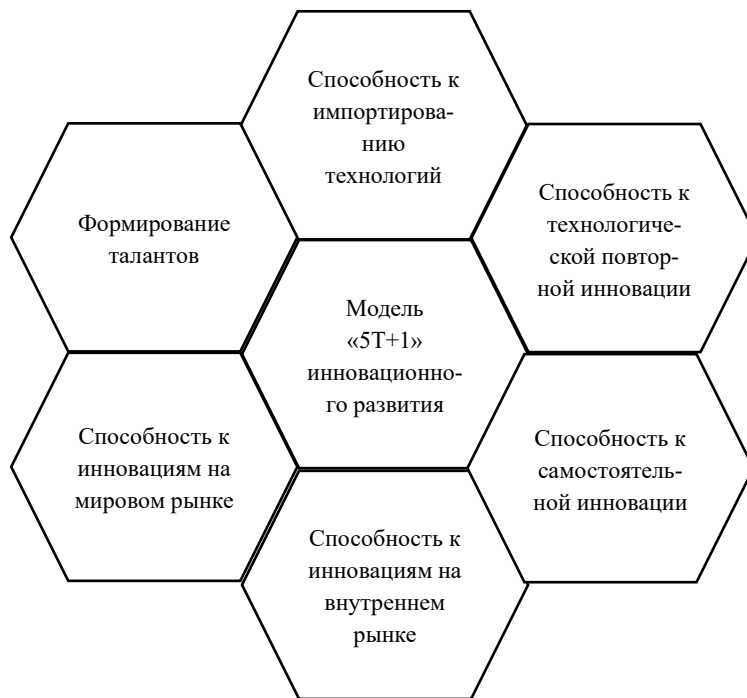 Способность к
импортирова-
нию
технологий
Формирование
талантов
Способность к
технологиче-
ской повтор-
ной инновации
Модель
«5Т+1»
инновационно-
го развития
Способность к
инновациям на
мировом рынке
Способность к
самостоятель-
ной инновации
Способность к
инновациям на
внутреннем
рынке